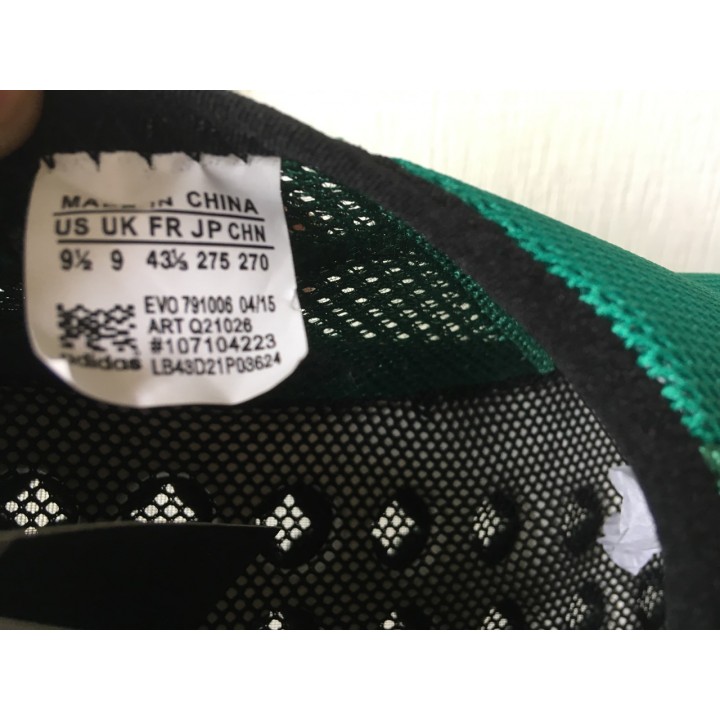 MADE IN CHINA
US UK FR JP CHN
9½ 9 43⅓ 275 270
EVO 791006 04/15
ART Q21026
#107104223
adidas LB43D21P03624